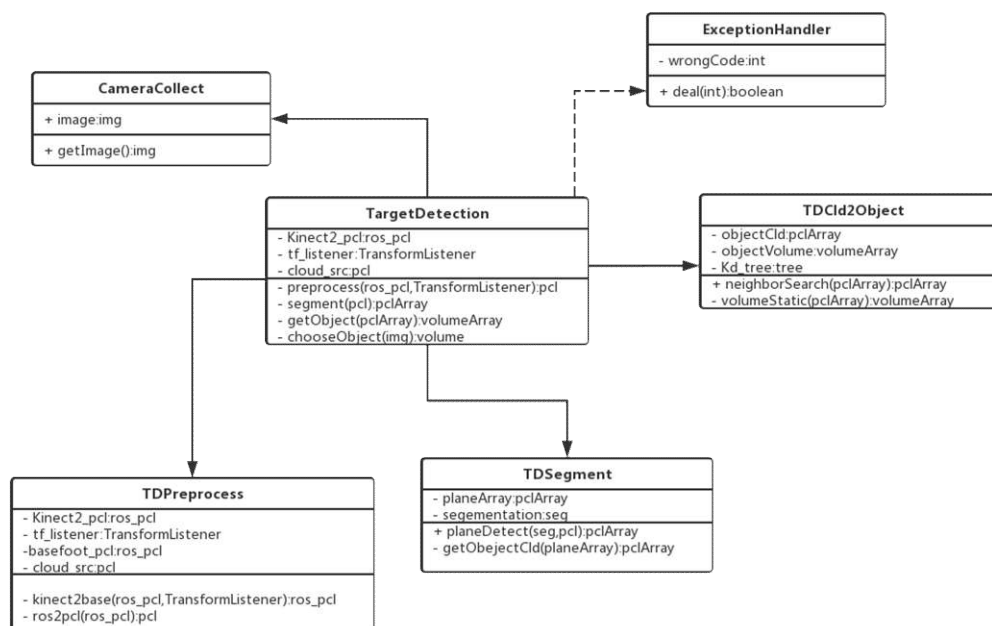 ExceptionHandler
- wrongCode:int
+ deal(int):boolean
CameraCollect
+ image:img
+ getImage():img
TargetDetection
- Kinect2_pcl:ros_pcl
- tf_listener:TransformListener
- cloud_src:pcl
- preprocess(ros_pcl,TransformListener):pcl
- segment(pcl):pclArray
- getObject(pclArray):volumeArray
- chooseObject(img):volume
TDCld2Object
- objectCld:pclArray
- objectVolume:volumeArray
- Kd_tree:tree
+ neighborSearch(pclArray):pclArray
- volumeStatic(pclArray):volumeArray
TDPreprocess
- Kinect2_pcl:ros_pcl
- tf_listener:TransformListener
-basefoot_pcl:ros_pcl
- cloud_src:pcl
- kinect2base(ros_pcl,TransformListener):ros_pcl
- ros2pcl(ros_pcl):pcl
TDSegment
- planeArray:pclArray
- segementation:seg
+ planeDetect(seg,pcl):pclArray
- getObejectCld(planeArray):pclArray